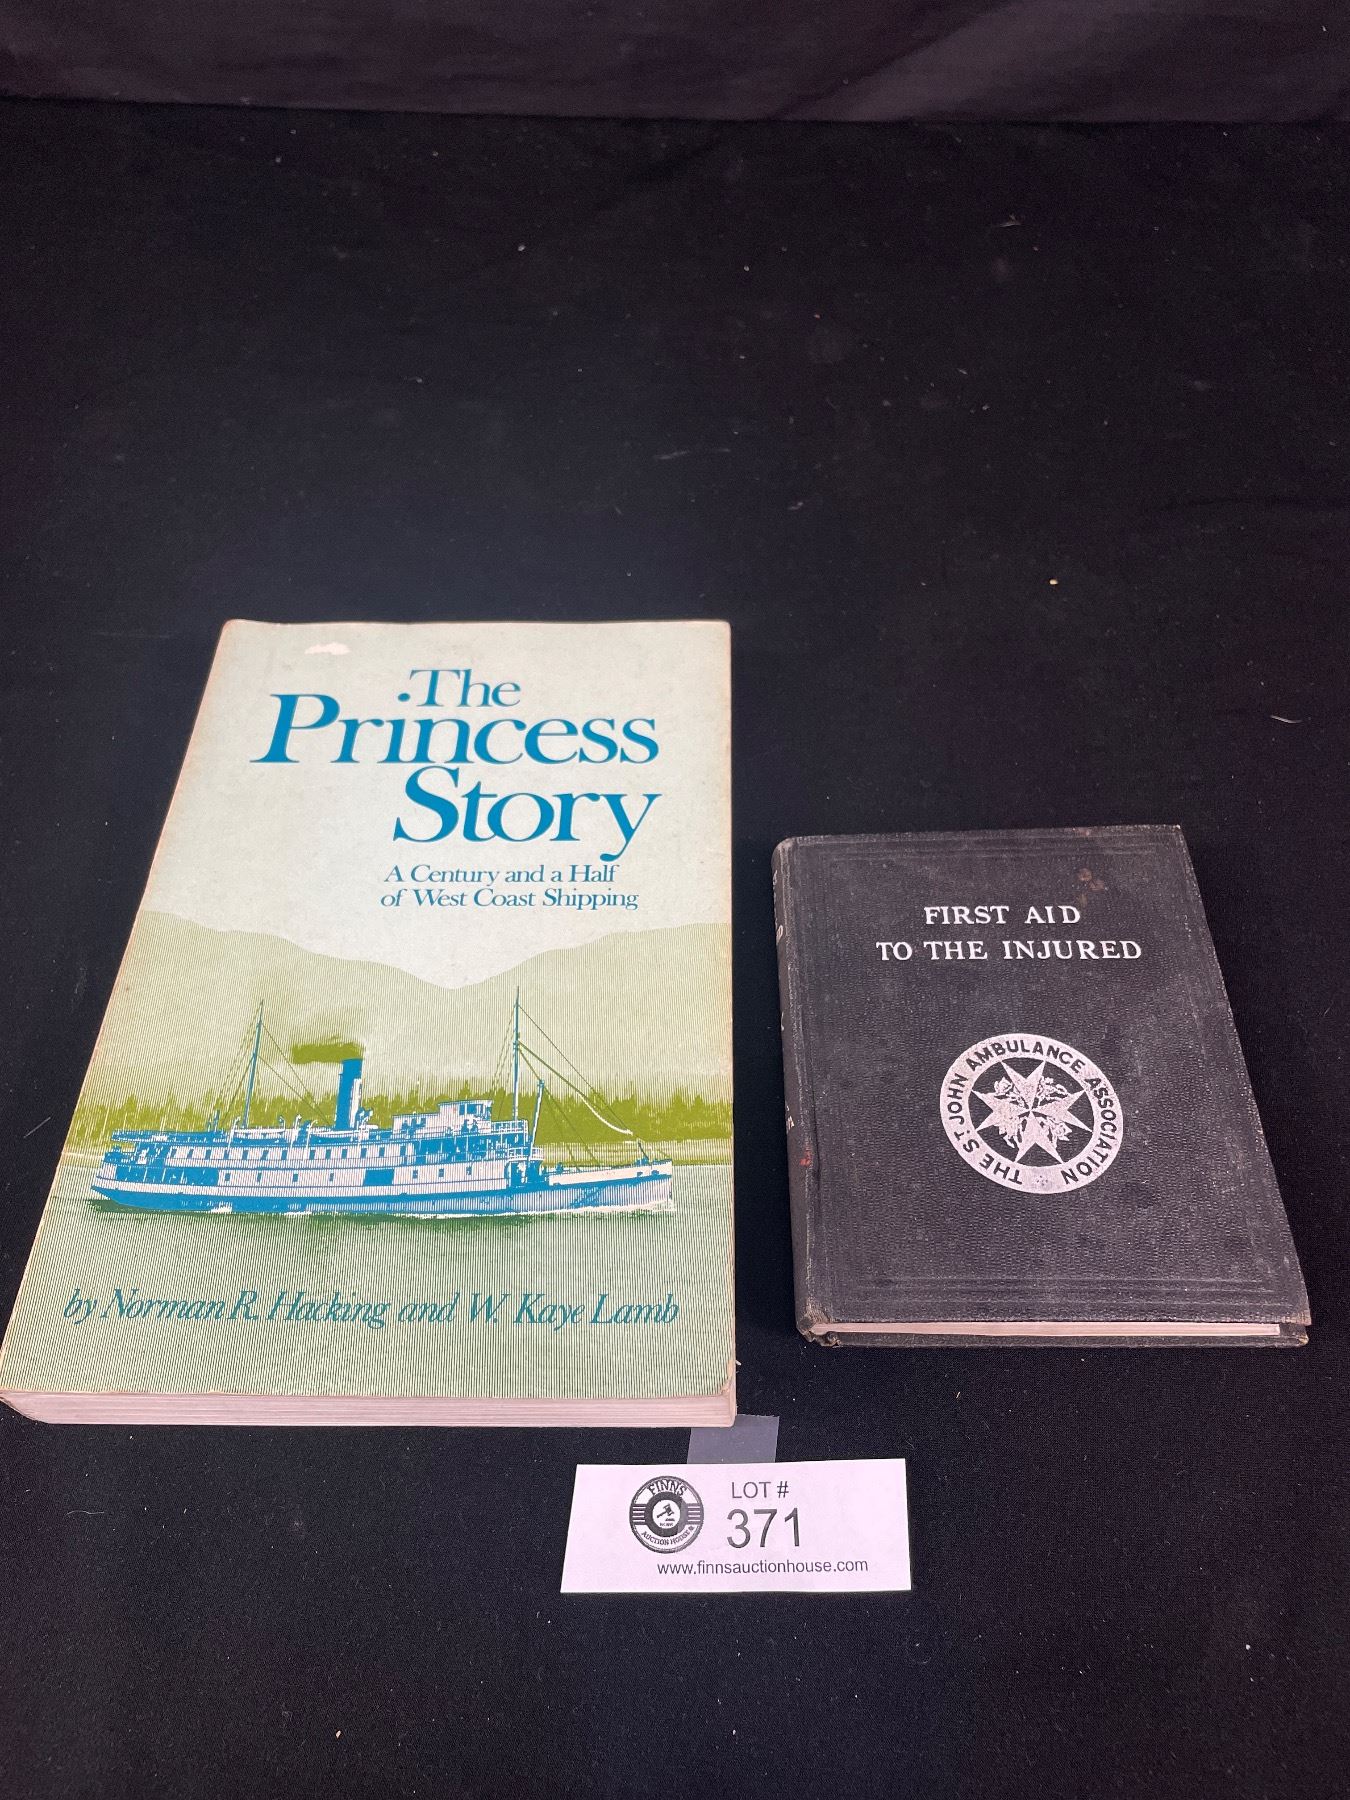 The
Princess
Story
A Century and a Half
of West Coast Shipping
by Norman R. Hacking and W. Kaye Lamb
FIRST AID
TO THE INJURED
THE ST. JOHN AMBULANCE ASSOCIATION
FINNS
AUCTION HOUSE
LOT #
371
www.finnsauctionhouse.com